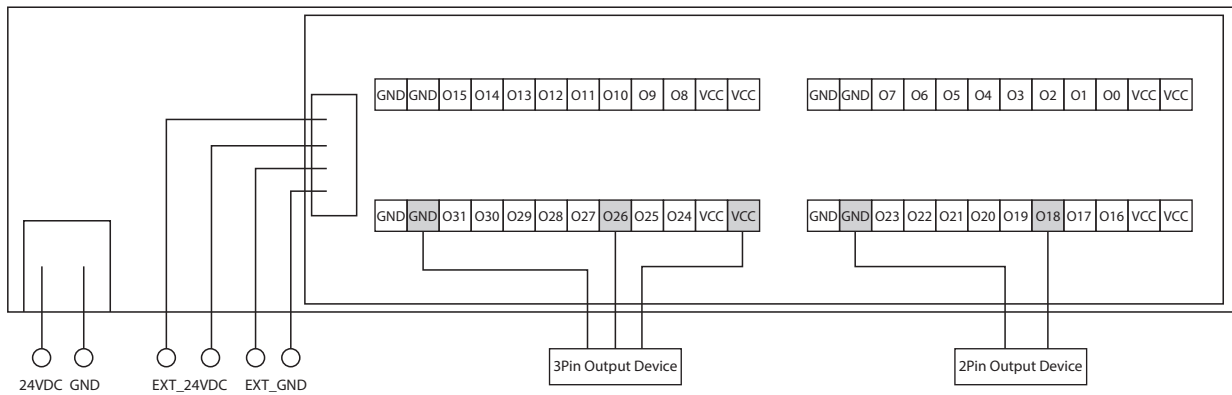 GND GND O15 O14 O13 O12 O11 O10 O9 O8 VCC VCC GND GND O7 O6 O5 O4 O3 O2 O1 O0 VCC VCC
GND GND O31 O30 O29 O28 O27 O26 O25 O24 VCC VCC GND GND O23 O22 O21 O20 O19 O18 O17 O16 VCC VCC
3Pin Output Device 2Pin Output Device
24VDC GND EXT_24VDC EXT_GND